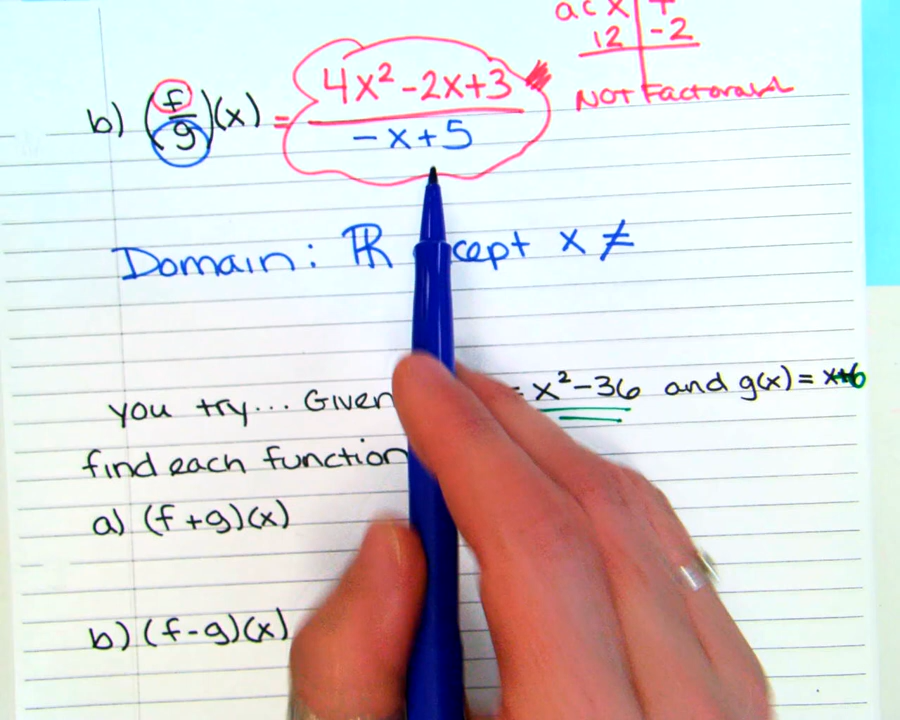 ac x | +
12 | -2
NOT Factorable
b) (f/g)(x) = 4x² -2x+3 / -x+5
Domain: ℝ cept x ≠
you try... Given = x²-36 and g(x) = x+6
find each function
a) (f+g)(x)
b) (f-g)(x)